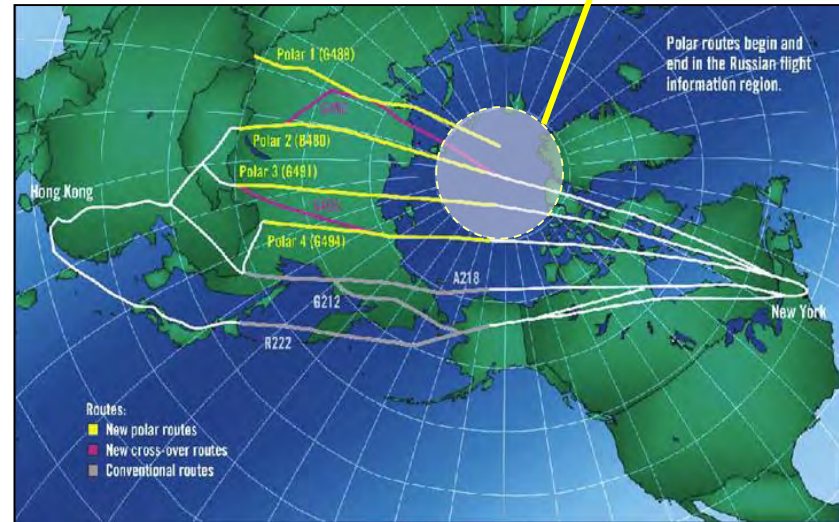 Polar routes begin and
end in the Russian flight
information region.
Polar 1 (G488)
Polar 2 (B480)
Polar 3 (G491)
Hong Kong
Polar 4 (G494)
A218
G212
New York
R222
Routes:
New polar routes
New cross-over routes
Conventional routes